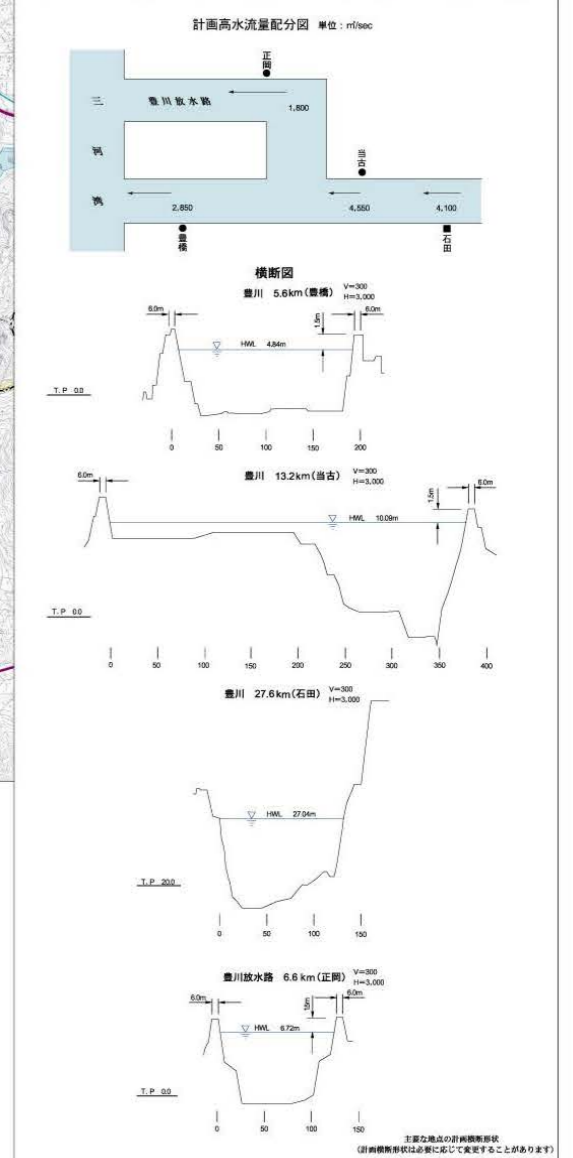 計画高水流量配分図 単位：㎥/sec
正岡
三河湾
豊川放水路
1,800
当古
2,850
4,550
4,100
豊橋
石田
横断図
豊川 5.6km(豊橋) V=300
H=3,000
6.0m
1.5m
6.0m
HWL 4.84m
T.P 0.0
0 50 100 150 200
豊川 13.2km(当古) V=300
H=3,000
6.0m
1.5m
6.0m
HWL 10.09m
T.P 0.0
0 50 100 150 200 250 300 350 400
豊川 27.6km(石田) V=300
H=3,000
HWL 27.04m
T.P 20.0
0 50 100 150
豊川放水路 6.6km(正岡) V=300
H=3,000
6.0m
1.5m
6.0m
HWL 6.72m
T.P 0.0
0 50 100 150
主要な地点の計画横断形状
(計画横断形状は必要に応じて変更することがあります)